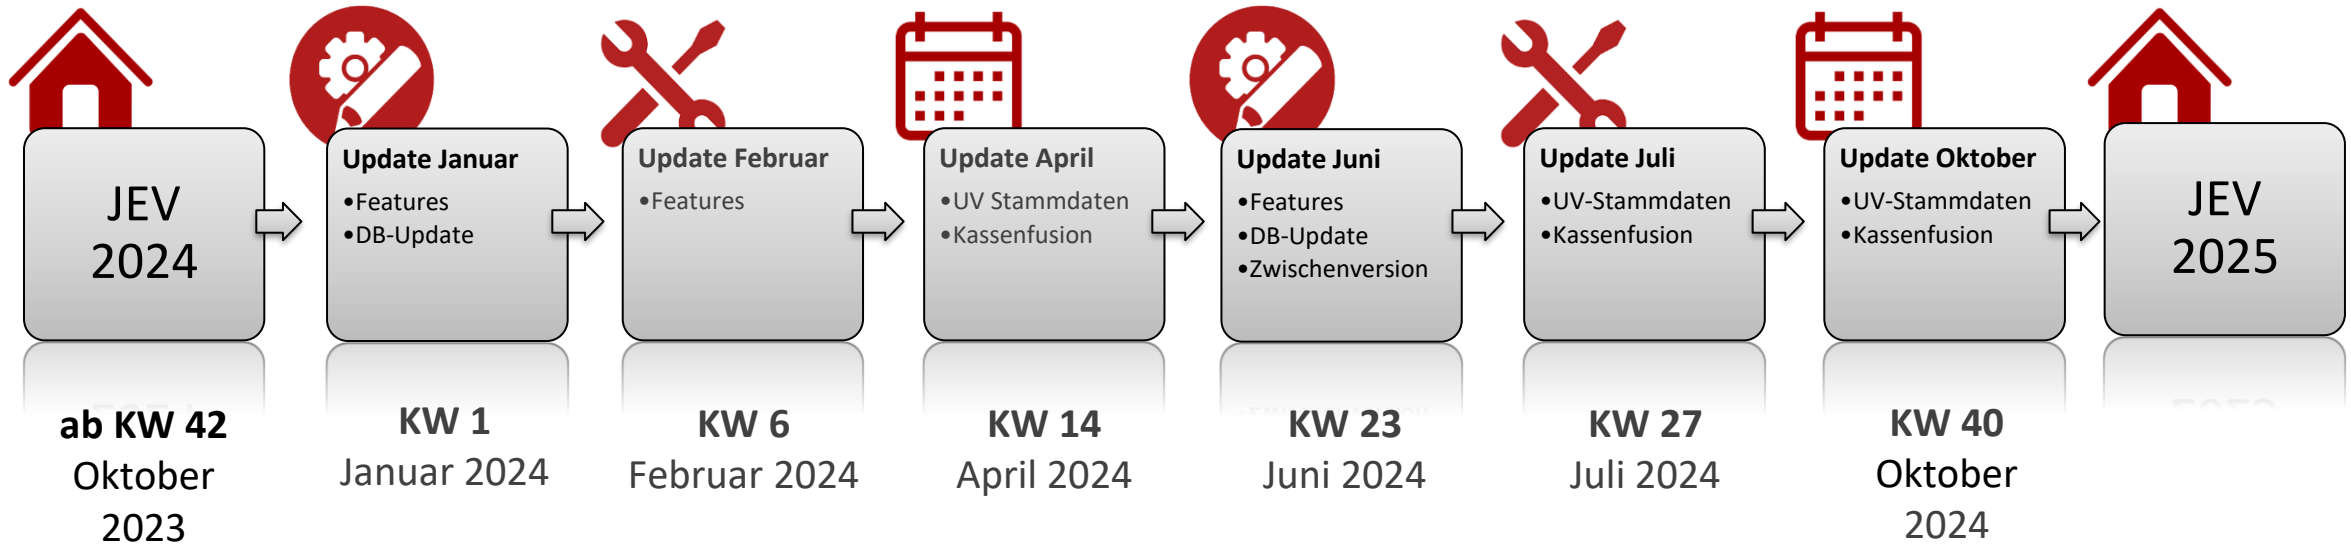 JEV
2024
Update Januar
•Features
•DB-Update
Update Februar
•Features
Update April
•UV Stammdaten
•Kassenfusion
Update Juni
•Features
•DB-Update
•Zwischenversion
Update Juli
•UV-Stammdaten
•Kassenfusion
Update Oktober
•UV-Stammdaten
•Kassenfusion
JEV
2025
ab KW 42
Oktober
2023
KW 1
Januar 2024
KW 6
Februar 2024
KW 14
April 2024
KW 23
Juni 2024
KW 27
Juli 2024
KW 40
Oktober
2024